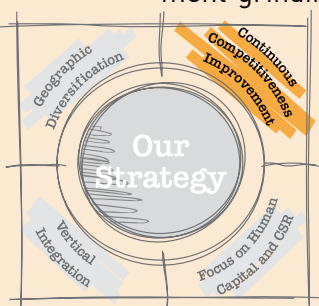 Geographic
Diversification
Continuous
Competitiveness
Improvement
Our
Strategy
Vertical
Integration
Focus on Human
Capital and CSR